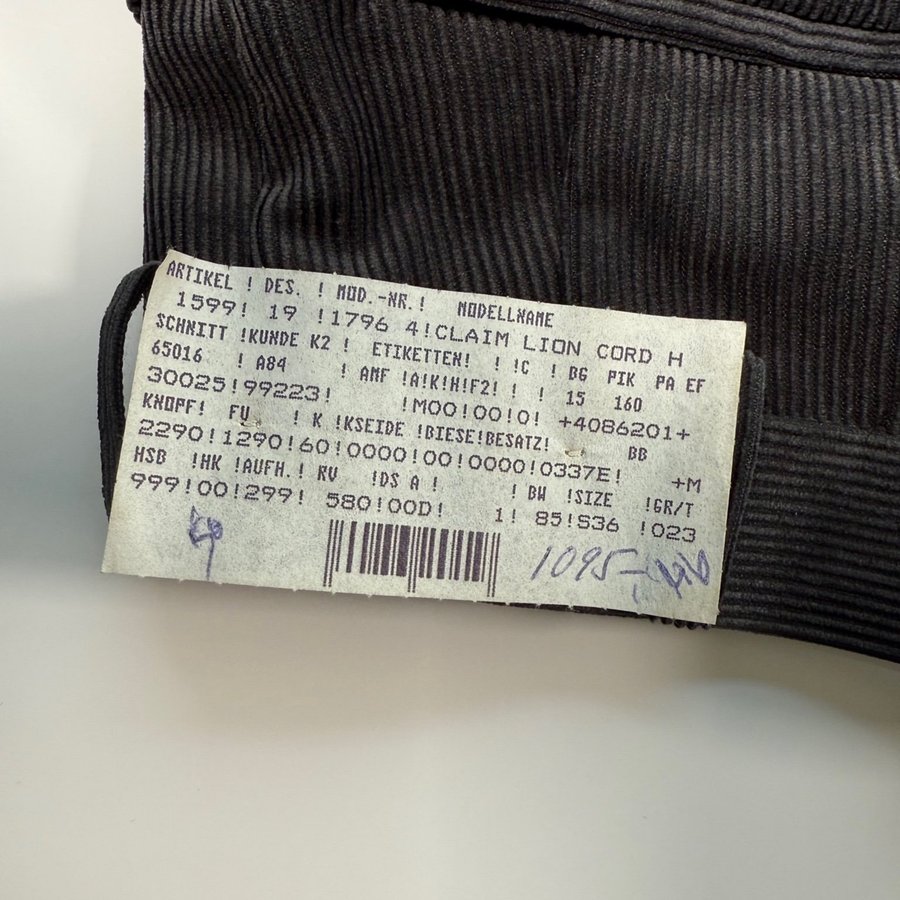 ARTIKEL ! DES. ! MOD.-NR.! MODELLNAME
1599! 19 !1796 4!CLAIM LION CORD H
SCHNITT !KUNDE K2 ! ETIKETTEN! !C ! BG PIK PA EF
65016 ! A84 ! AMF !A!K!H!F2! ! ! 15 160
30025!99223! !M00!00!0! +4086201+
KNOPF! FU ! K !KSEIDE !BIESE!BESATZ! BB
2290!1290!60!0000!00!0000!0337E! +M
HSB !HK !AUFH.! RV !DS A ! ! BW !SIZE !GR/T
999!00!299! 580!00D! 1! 85!S36 !023
1095-